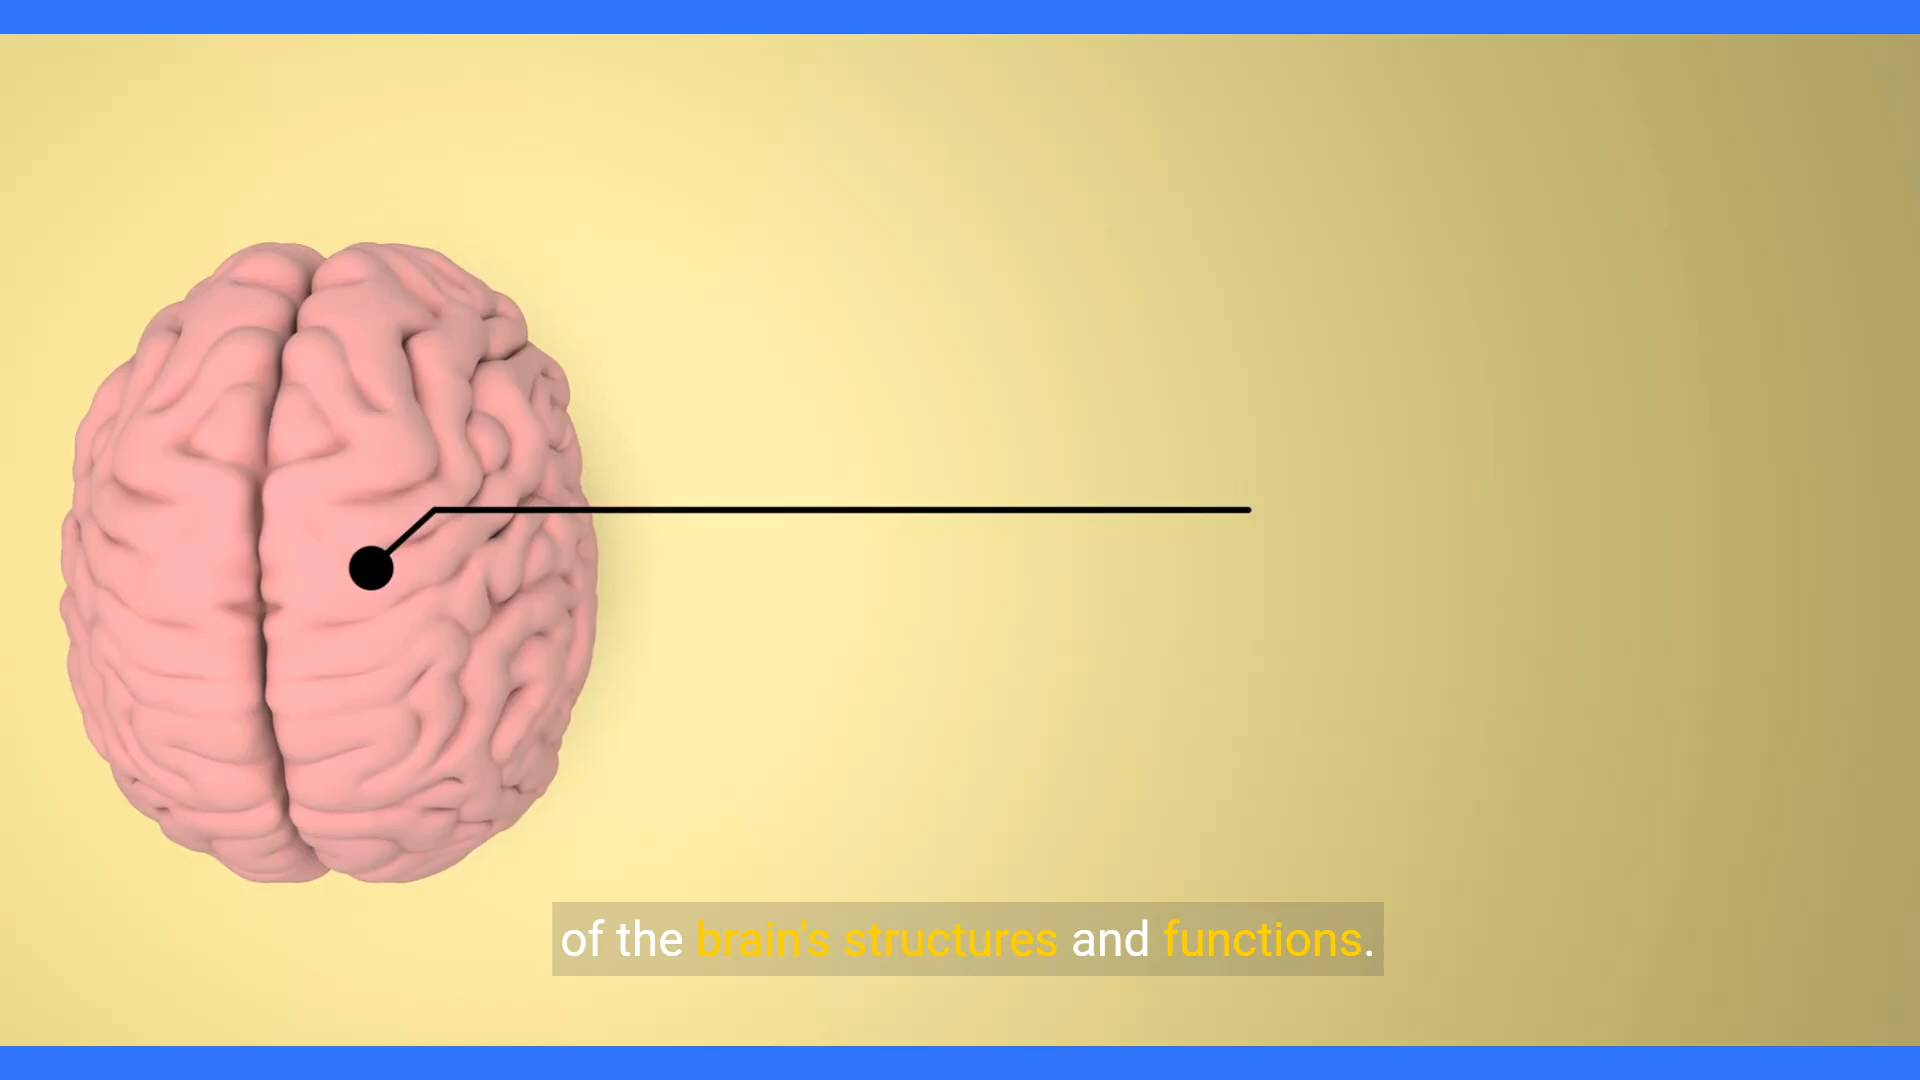 of the brain's structures and functions.